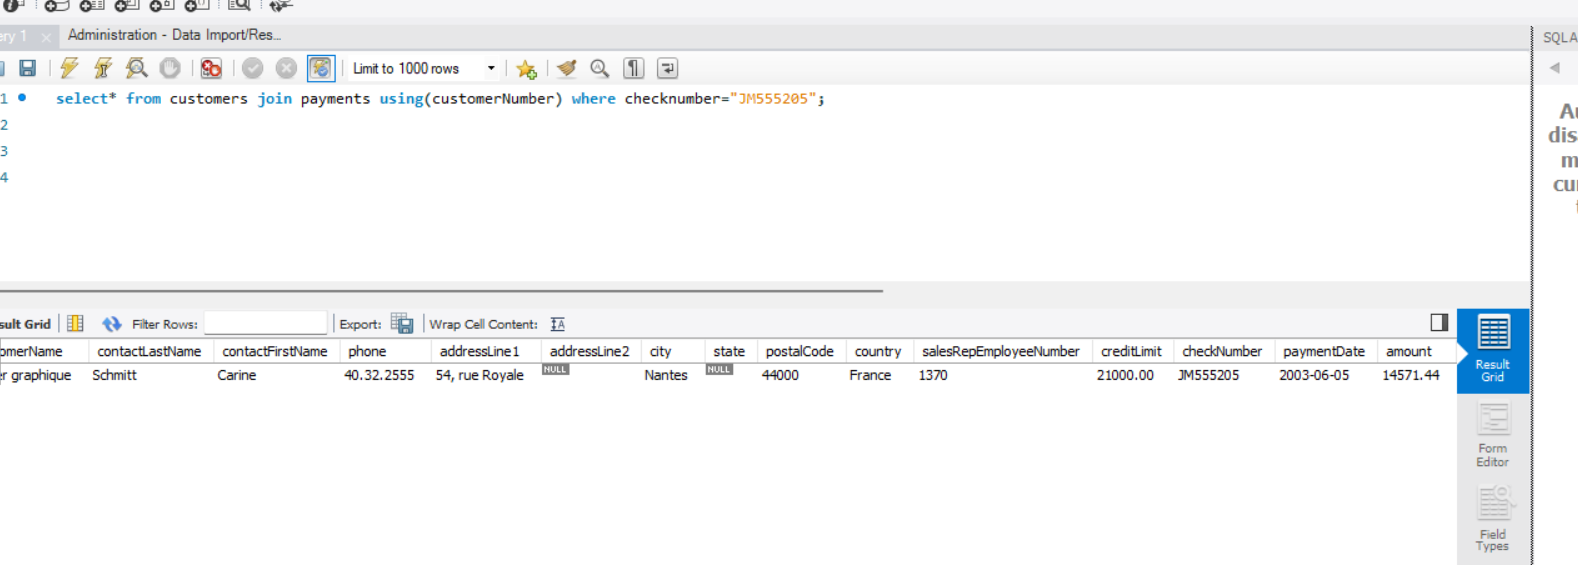 ery 1 Administration - Data Import/Res...
SQLA
Limit to 1000 rows
1 select* from customers join payments using(customerNumber) where checknumber="JM555205";
2
3
4
Au
dis
m
cur
sult Grid Filter Rows: Export: Wrap Cell Content: IA
omerName contactLastName contactFirstName phone addressLine1 addressLine2 city state postalCode country salesRepEmployeeNumber creditLimit checkNumber paymentDate amount
er graphique Schmitt Carine 40.32.2555 54, rue Royale NULL Nantes NULL 44000 France 1370 21000.00 JM555205 2003-06-05 14571.44
Result
Grid
Form
Editor
Field
Types